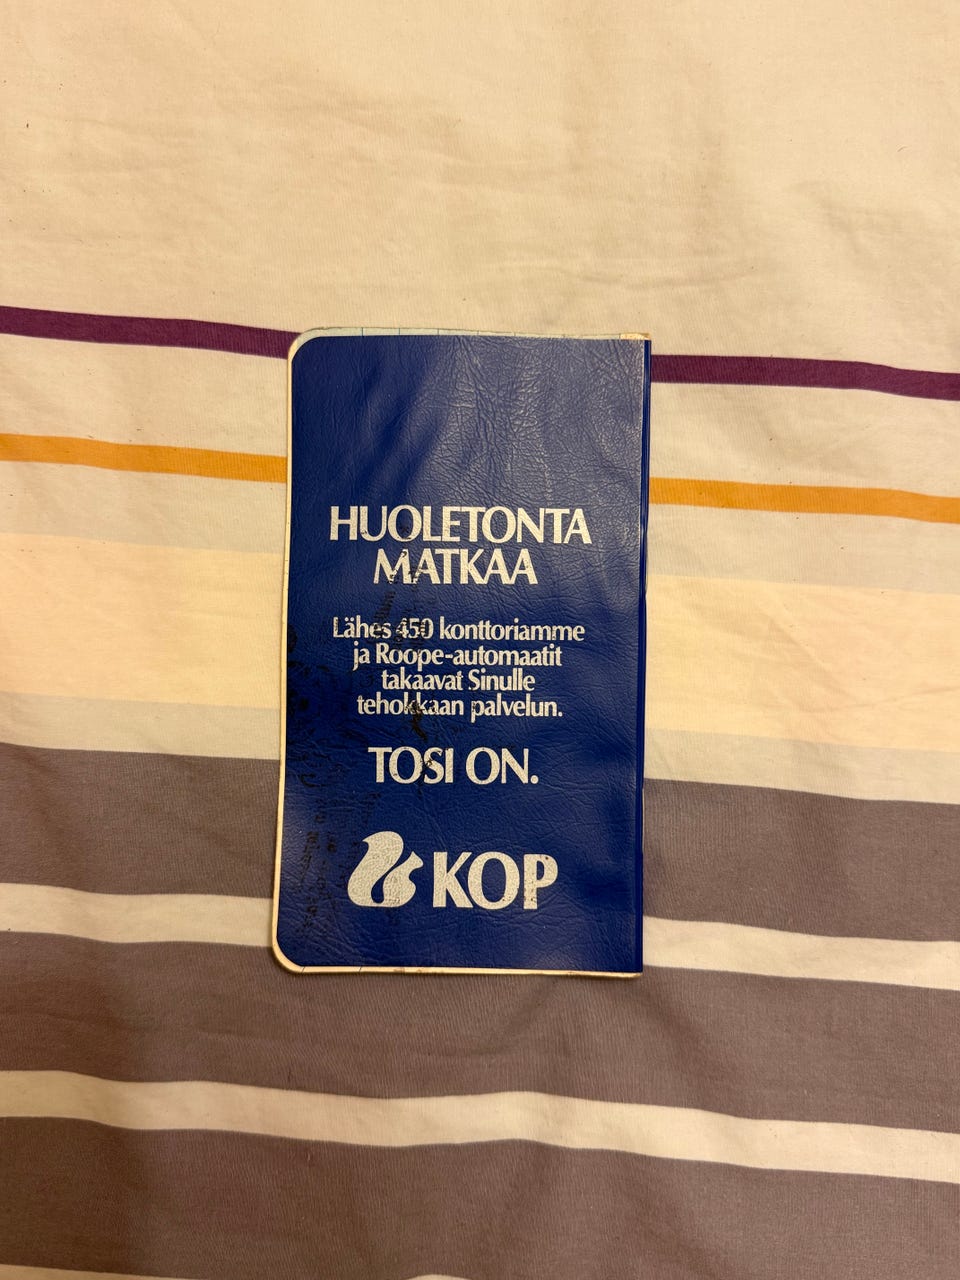 HUOLETONTA
MATKAA
Lähes 450 konttoriamme
ja Roope-automaatit
takaavat Sinulle
tehokkaan palvelun.
TOSI ON.
KOP